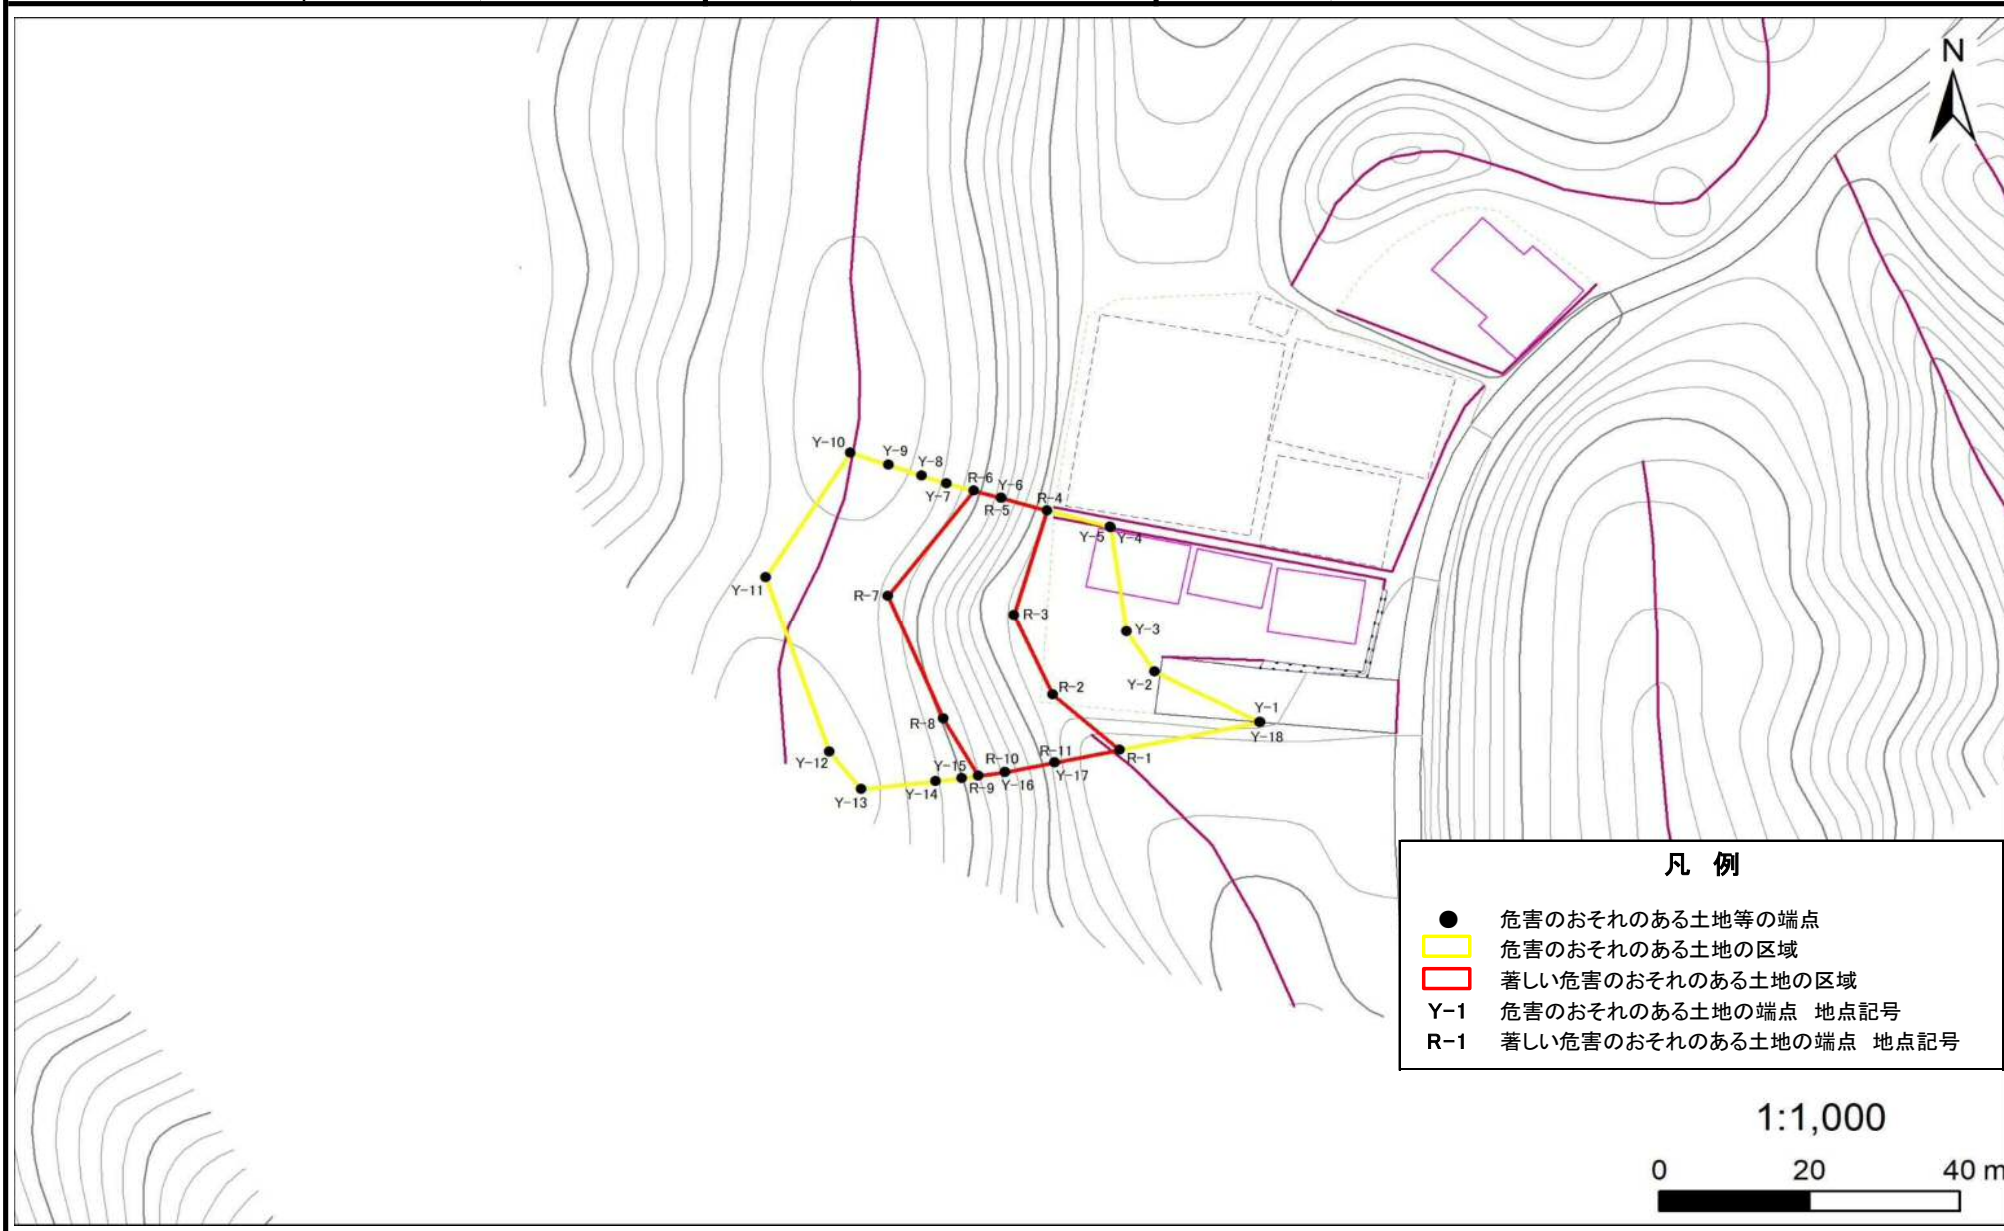 N
Y-10
Y-9
Y-8
Y-7
R-6
Y-6
R-5
R-4
Y-5
Y-4
Y-11
R-7
R-3
Y-3
Y-2
R-2
Y-1
Y-18
R-8
R-11
R-1
Y-12
R-10
Y-15
Y-17
R-9
Y-16
Y-14
Y-13
凡 例
危害のおそれのある土地等の端点
危害のおそれのある土地の区域
著しい危害のおそれのある土地の区域
Y-1 危害のおそれのある土地の端点 地点記号
R-1 著しい危害のおそれのある土地の端点 地点記号
1:1,000
0 20 40 m